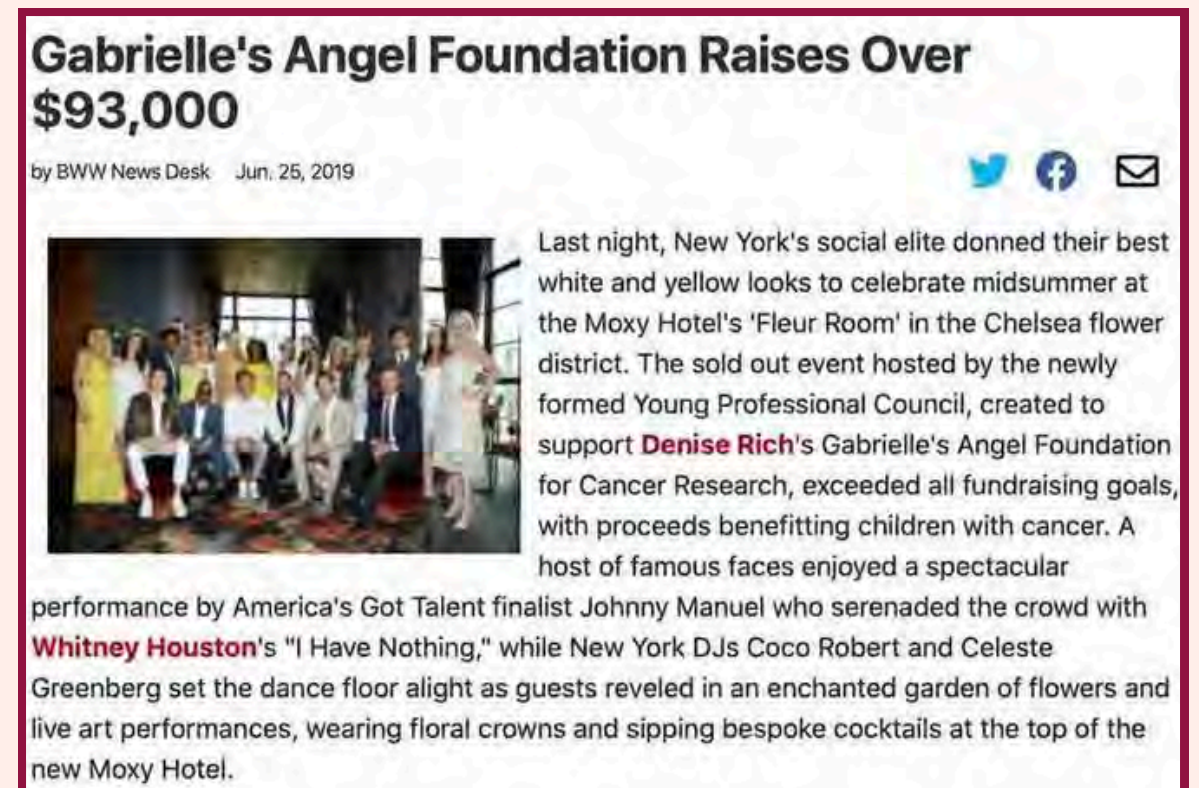 Gabrielle's Angel Foundation Raises Over
$93,000
by BWW News Desk Jun. 25, 2019
Last night, New York's social elite donned their best
white and yellow looks to celebrate midsummer at
the Moxy Hotel's 'Fleur Room' in the Chelsea flower
district. The sold out event hosted by the newly
formed Young Professional Council, created to
support Denise Rich's Gabrielle's Angel Foundation
for Cancer Research, exceeded all fundraising goals,
with proceeds benefitting children with cancer. A
host of famous faces enjoyed a spectacular
performance by America's Got Talent finalist Johnny Manuel who serenaded the crowd with
Whitney Houston's "I Have Nothing," while New York DJs Coco Robert and Celeste
Greenberg set the dance floor alight as guests reveled in an enchanted garden of flowers and
live art performances, wearing floral crowns and sipping bespoke cocktails at the top of the
new Moxy Hotel.